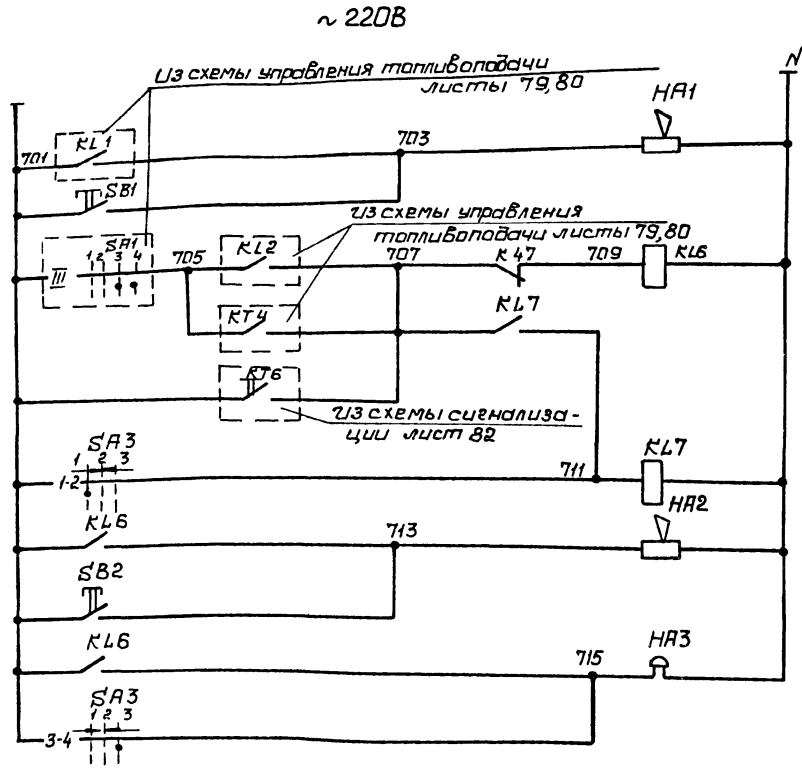 ~ 220В
Из схемы управления топливоподачи
листы 79,80
N
HA1
701
KL1
703
SB1
Из схемы управления
топливоподачи листы 79,80
SA1
III
1 2 3 4
705
KL2
707
K47
709
KL6
KT4
KL7
KT6
Из схемы сигнализа-
ции лист 82
SA3
1 2 3
1-2
711
KL7
KL6
713
HA2
SB2
KL6
715
HA3
SA3
1 2 3
3-4